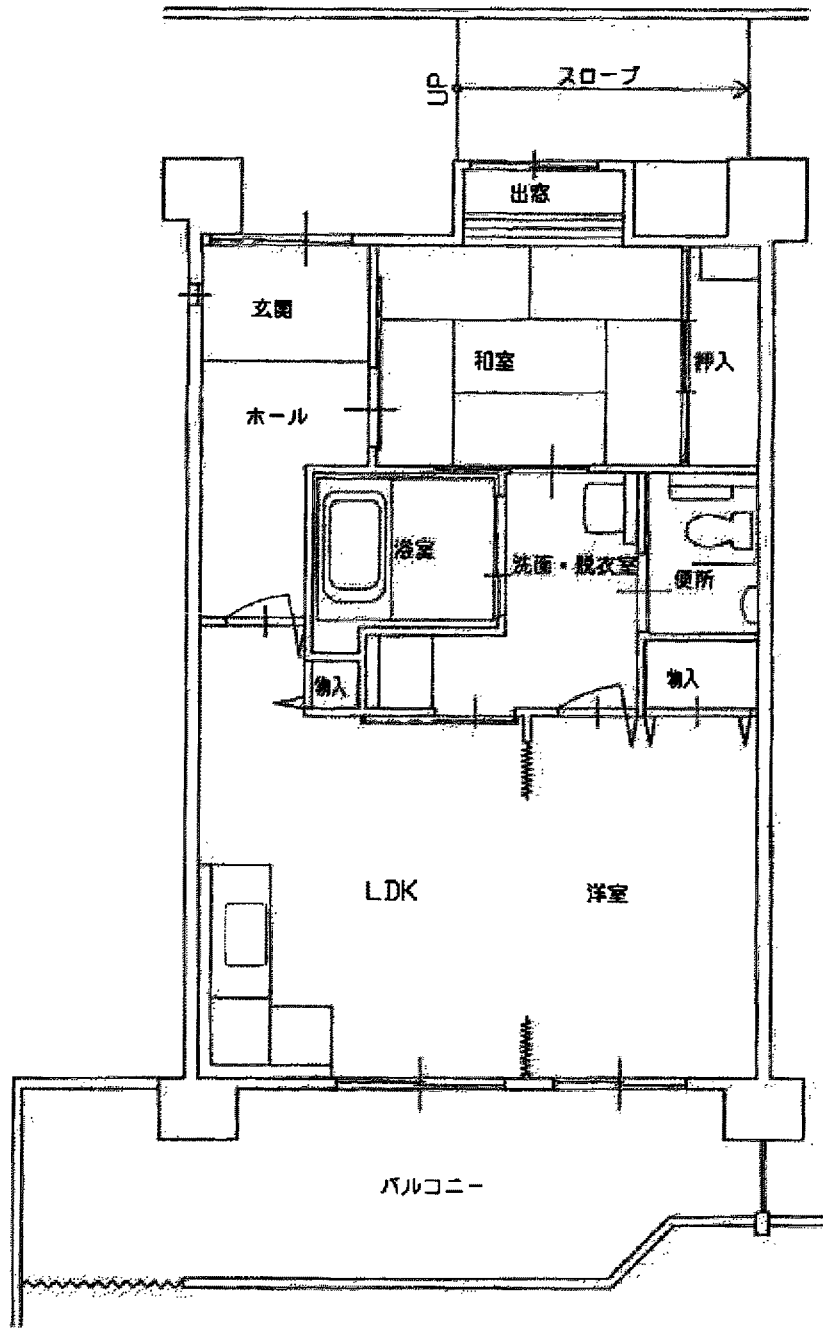 UP
スロープ
出窓
玄関
和室
押入
ホール
浴室
洗面・脱衣室
便所
物入
物入
LDK
洋室
バルコニー